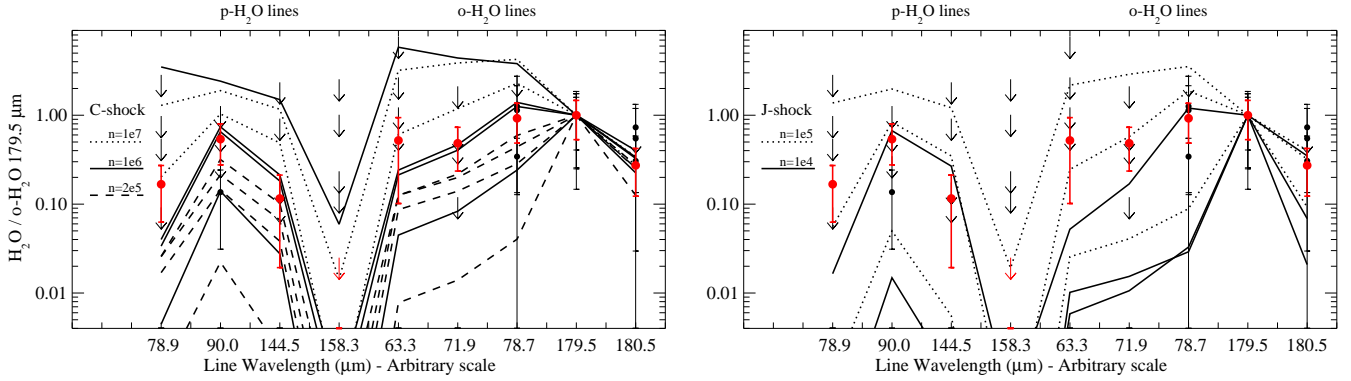 p-H₂O lines o-H₂O lines
H₂O / o-H₂O 179.5 μm
1.00
0.10
0.01
C-shock
n=1e7
n=1e6
n=2e5
78.9 90.0 144.5 158.3 63.3 71.9 78.7 179.5 180.5
Line Wavelength (μm) - Arbitrary scale
p-H₂O lines o-H₂O lines
1.00
0.10
0.01
J-shock
n=1e5
n=1e4
78.9 90.0 144.5 158.3 63.3 71.9 78.7 179.5 180.5
Line Wavelength (μm) - Arbitrary scale